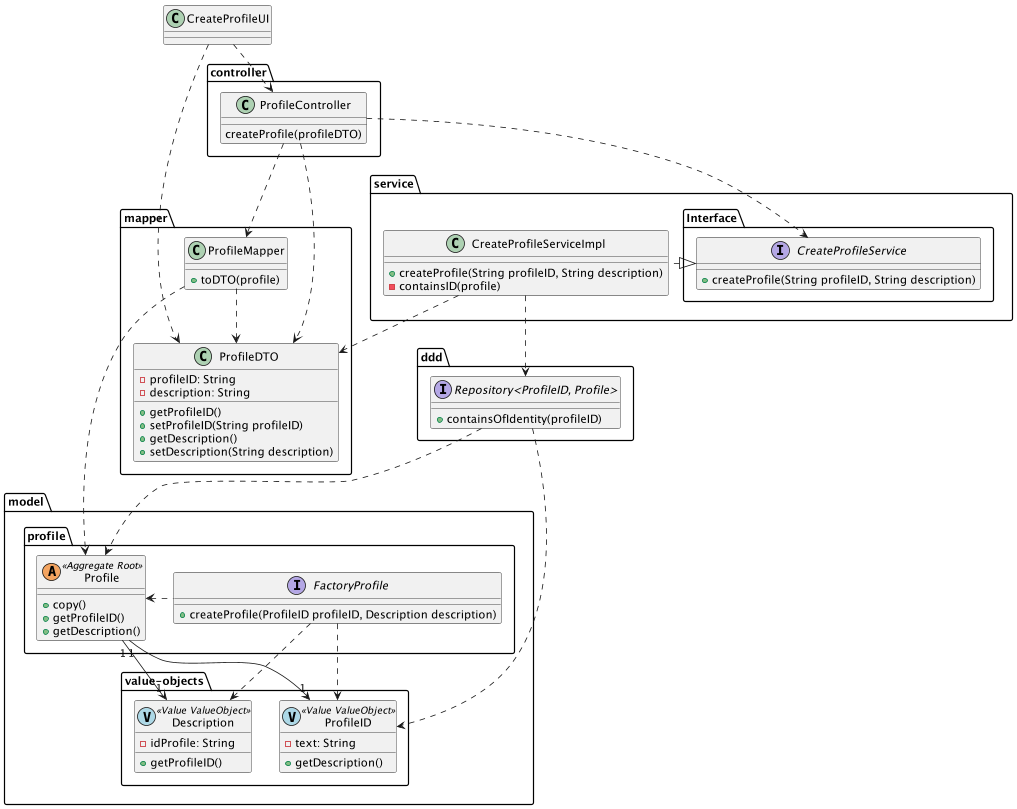 C CreateProfileUI
controller
C ProfileController
createProfile(profileDTO)
service
Interface
C CreateProfileServiceImpl
createProfile(String profileID, String description)
containsID(profile)
I CreateProfileService
createProfile(String profileID, String description)
mapper
C ProfileMapper
toDTO(profile)
C ProfileDTO
profileID: String
description: String
getProfileID()
setProfileID(String profileID)
getDescription()
setDescription(String description)
ddd
I Repository<ProfileID, Profile>
containsOfIdentity(profileID)
model
profile
A «Aggregate Root»
Profile
copy()
getProfileID()
getDescription()
I FactoryProfile
createProfile(ProfileID profileID, Description description)
1 1
1 1
value-objects
V «Value ValueObject»
Description
idProfile: String
getProfileID()
V «Value ValueObject»
ProfileID
text: String
getDescription()